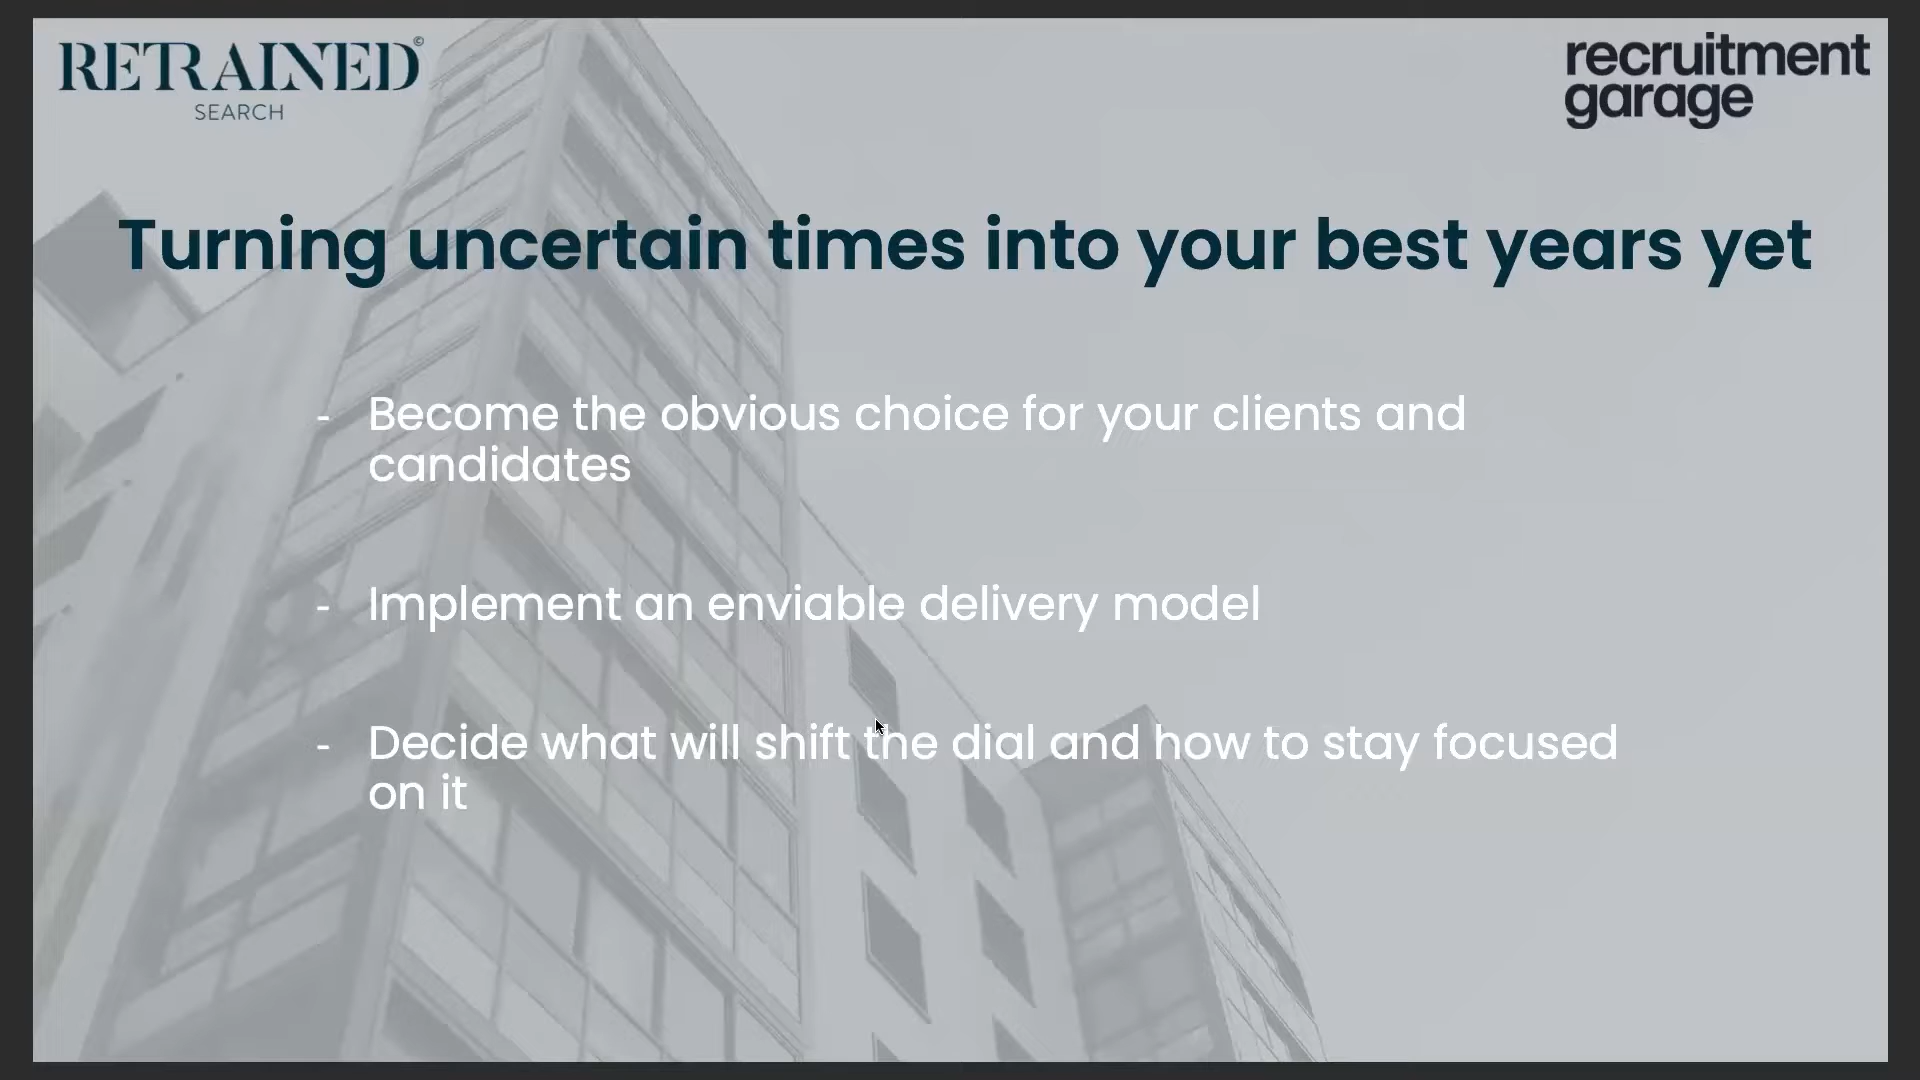 RETRAINED©
SEARCH
recruitment
garage
Turning uncertain times into your best years yet
- Become the obvious choice for your clients and
candidates
- Implement an enviable delivery model
- Decide what will shift the dial and how to stay focused
on it